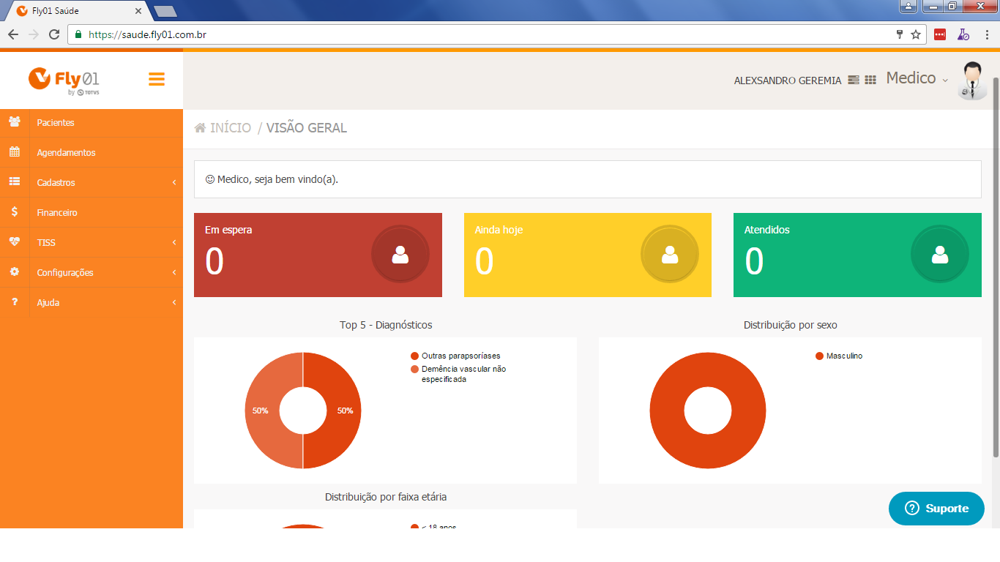 Fly01 Saúde
https://saude.fly01.com.br
Fly01
by TOTVS
ALEXSANDRO GEREMIA
Medico
Pacientes
Agendamentos
Cadastros
Financeiro
TISS
Configurações
Ajuda
INÍCIO / VISÃO GERAL
Medico, seja bem vindo(a).
Em espera
0
Ainda hoje
0
Atendidos
0
Top 5 - Diagnósticos
Outras parapsoríases
Demência vascular não
especificada
50%
50%
Distribuição por sexo
Masculino
Distribuição por faixa etária
< 18 anos
Suporte